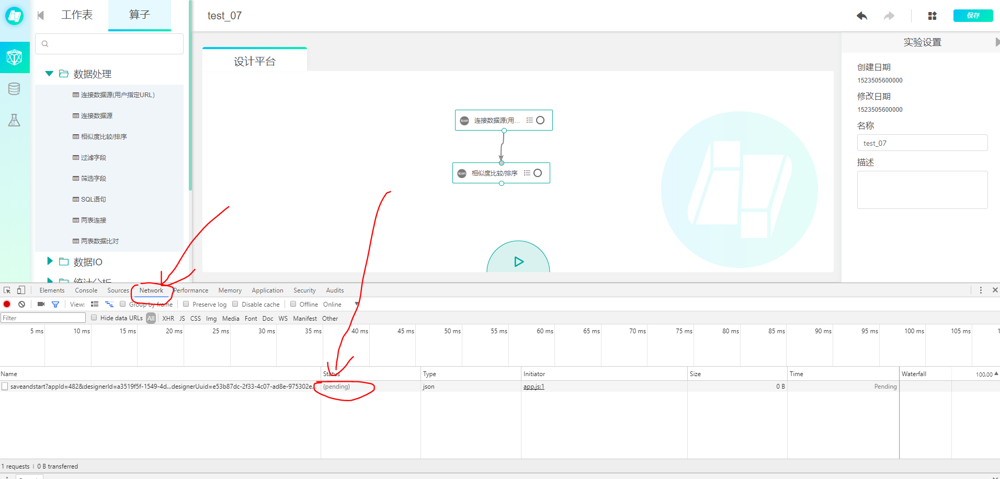 工作表
算子
test_07
保存
数据处理
连接数据源(用户指定URL)
连接数据源
相似度比较/排序
过滤字段
筛选字段
SQL语句
两表连接
两表数据比对
数据IO
统计分析
设计平台
icon 连接数据源(用...
icon 相似度比较/排序
实验设置
创建日期
1523505600000
修改日期
1523505600000
名称
test_07
描述
Elements Console Sources Network Performance Memory Application Security Audits
View: Group by frame Preserve log Disable cache Offline Online
Filter Hide data URLs All XHR JS CSS Img Media Font Doc WS Manifest Other
5 ms 10 ms 15 ms 20 ms 25 ms 30 ms 35 ms 40 ms 45 ms 50 ms 55 ms 60 ms 65 ms 70 ms 75 ms 80 ms 85 ms 90 ms 95 ms 100 ms 105 ms 1
Name Status Type Initiator Size Time Waterfall 100.00
saveandstart?appId=482&designerId=a3519f5f-1549-4d...designerUuid=e53b87dc-2f33-4c07-ad8e-975302e... (pending) json app.js:1 0 B Pending
1 requests | 0 B transferred